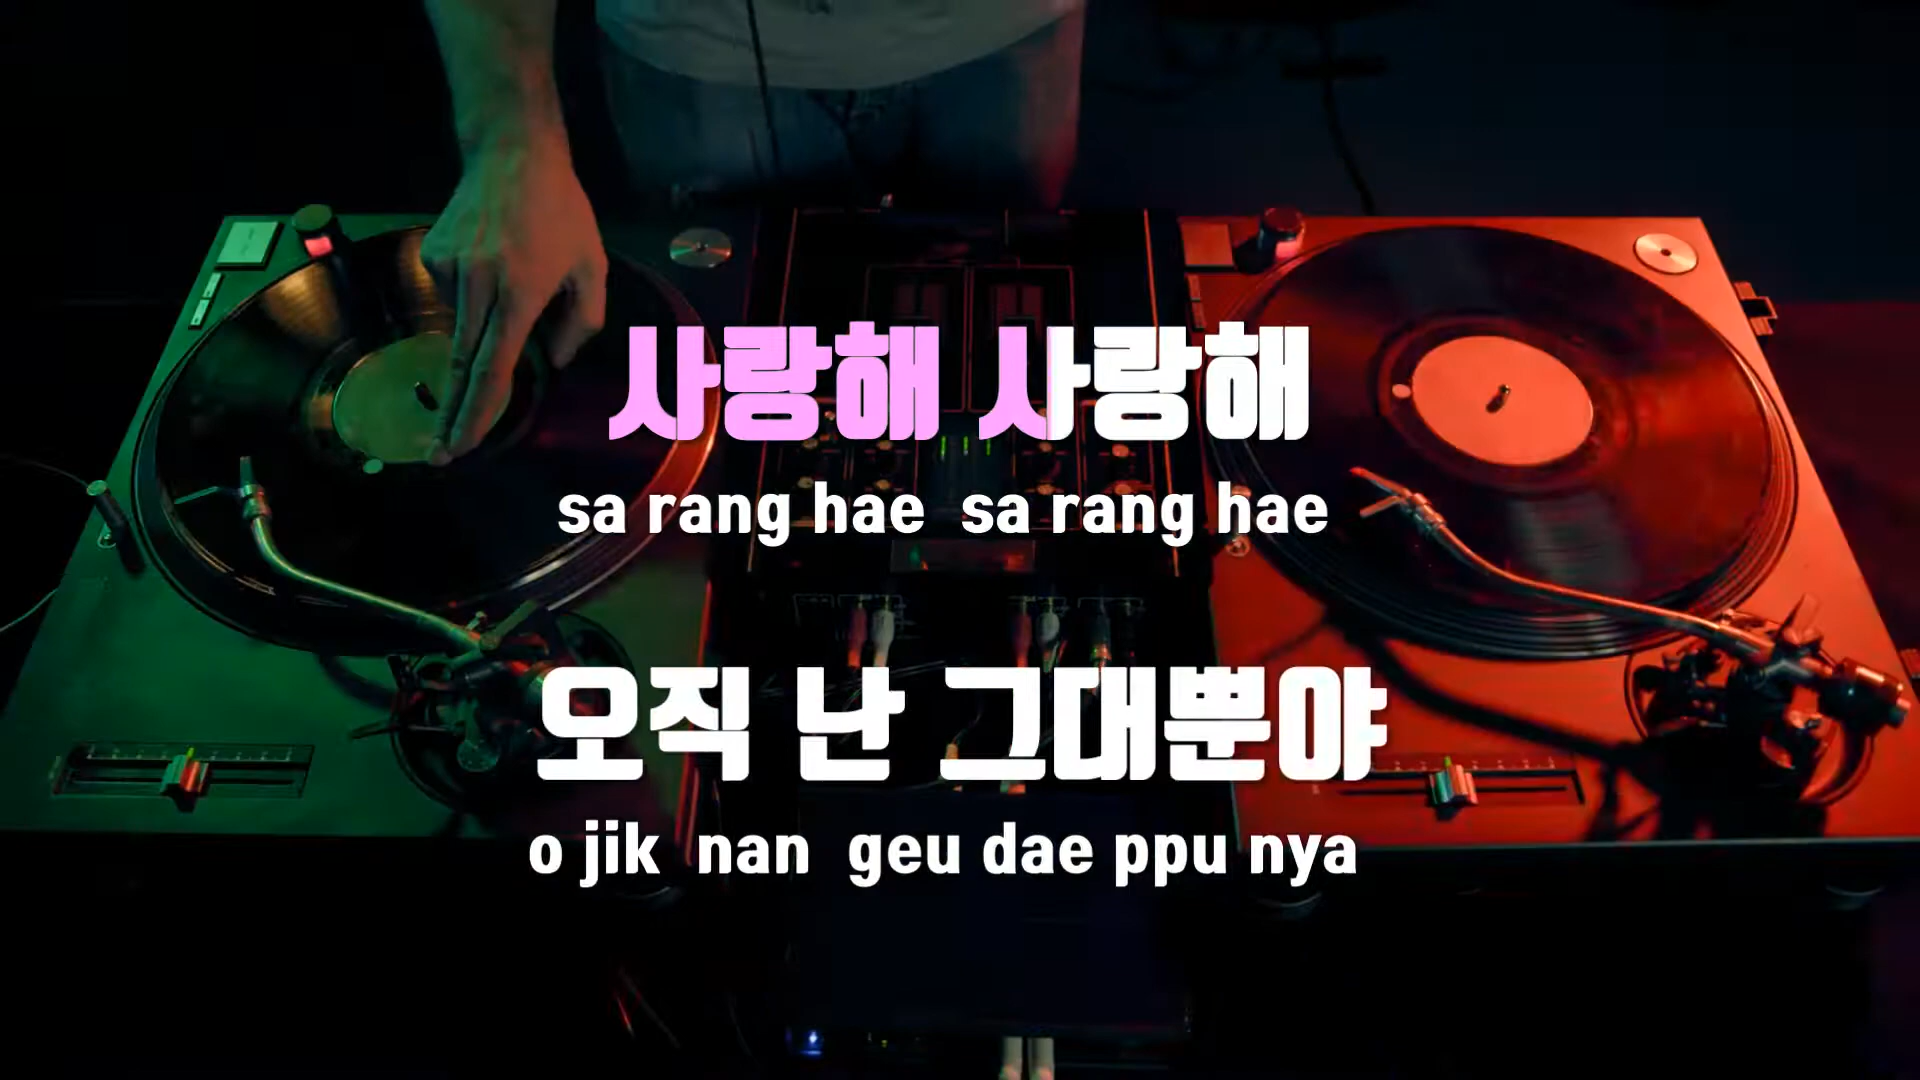 사랑해 사랑해
sa rang hae sa rang hae
오직 난 그대뿐야
o jik nan geu dae ppu nya